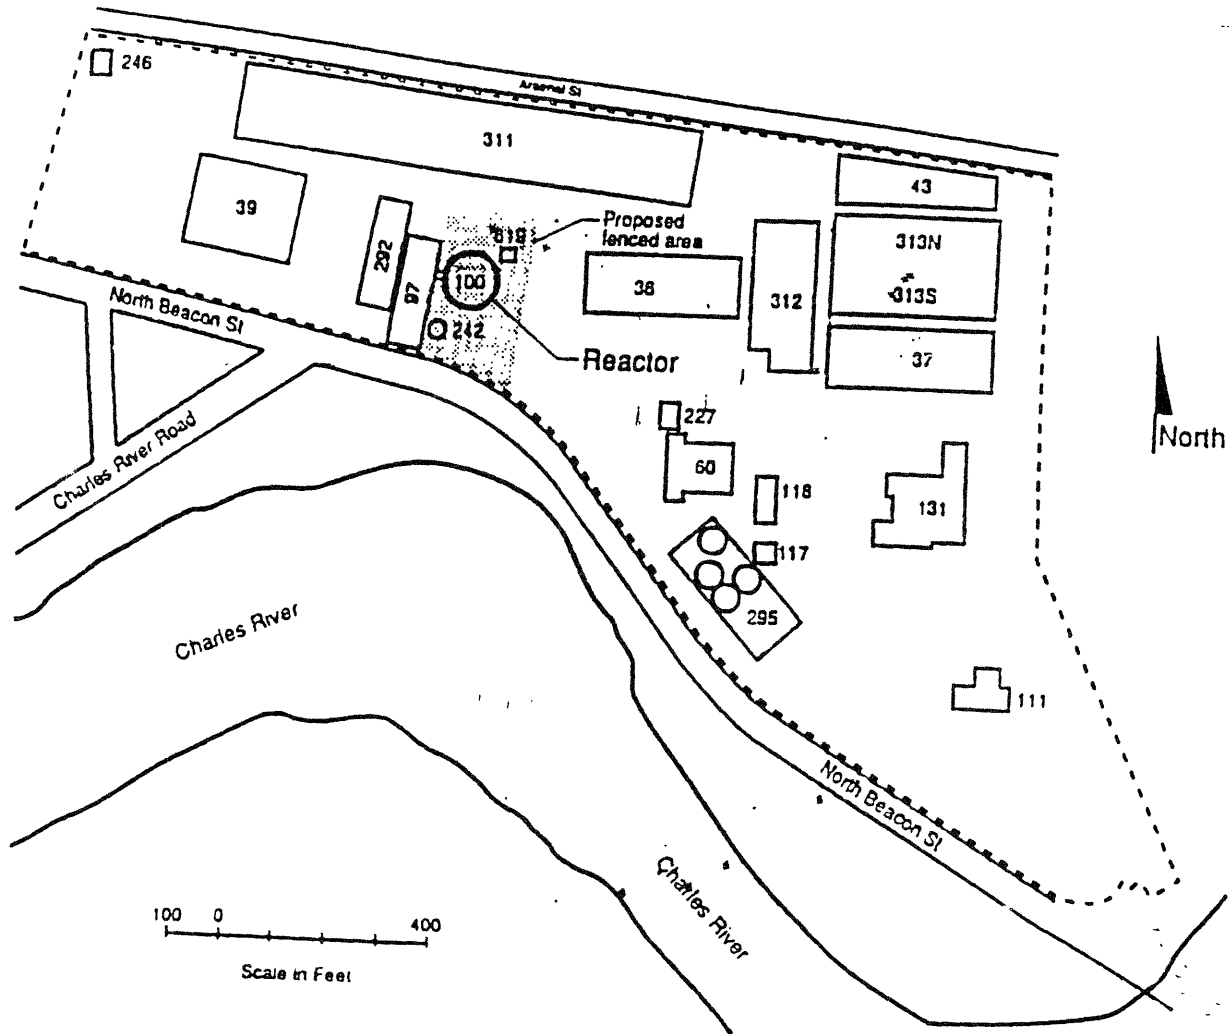 246
Arsenal St
311
43
39
Proposed
fenced area
619
313N
292
36
312
313S
97
100
North Beacon St
242
37
Reactor
227
North
Charles River Road
60
118
131
117
295
Charles River
111
North Beacon St
Charles River
100 0 400
Scale in Feet